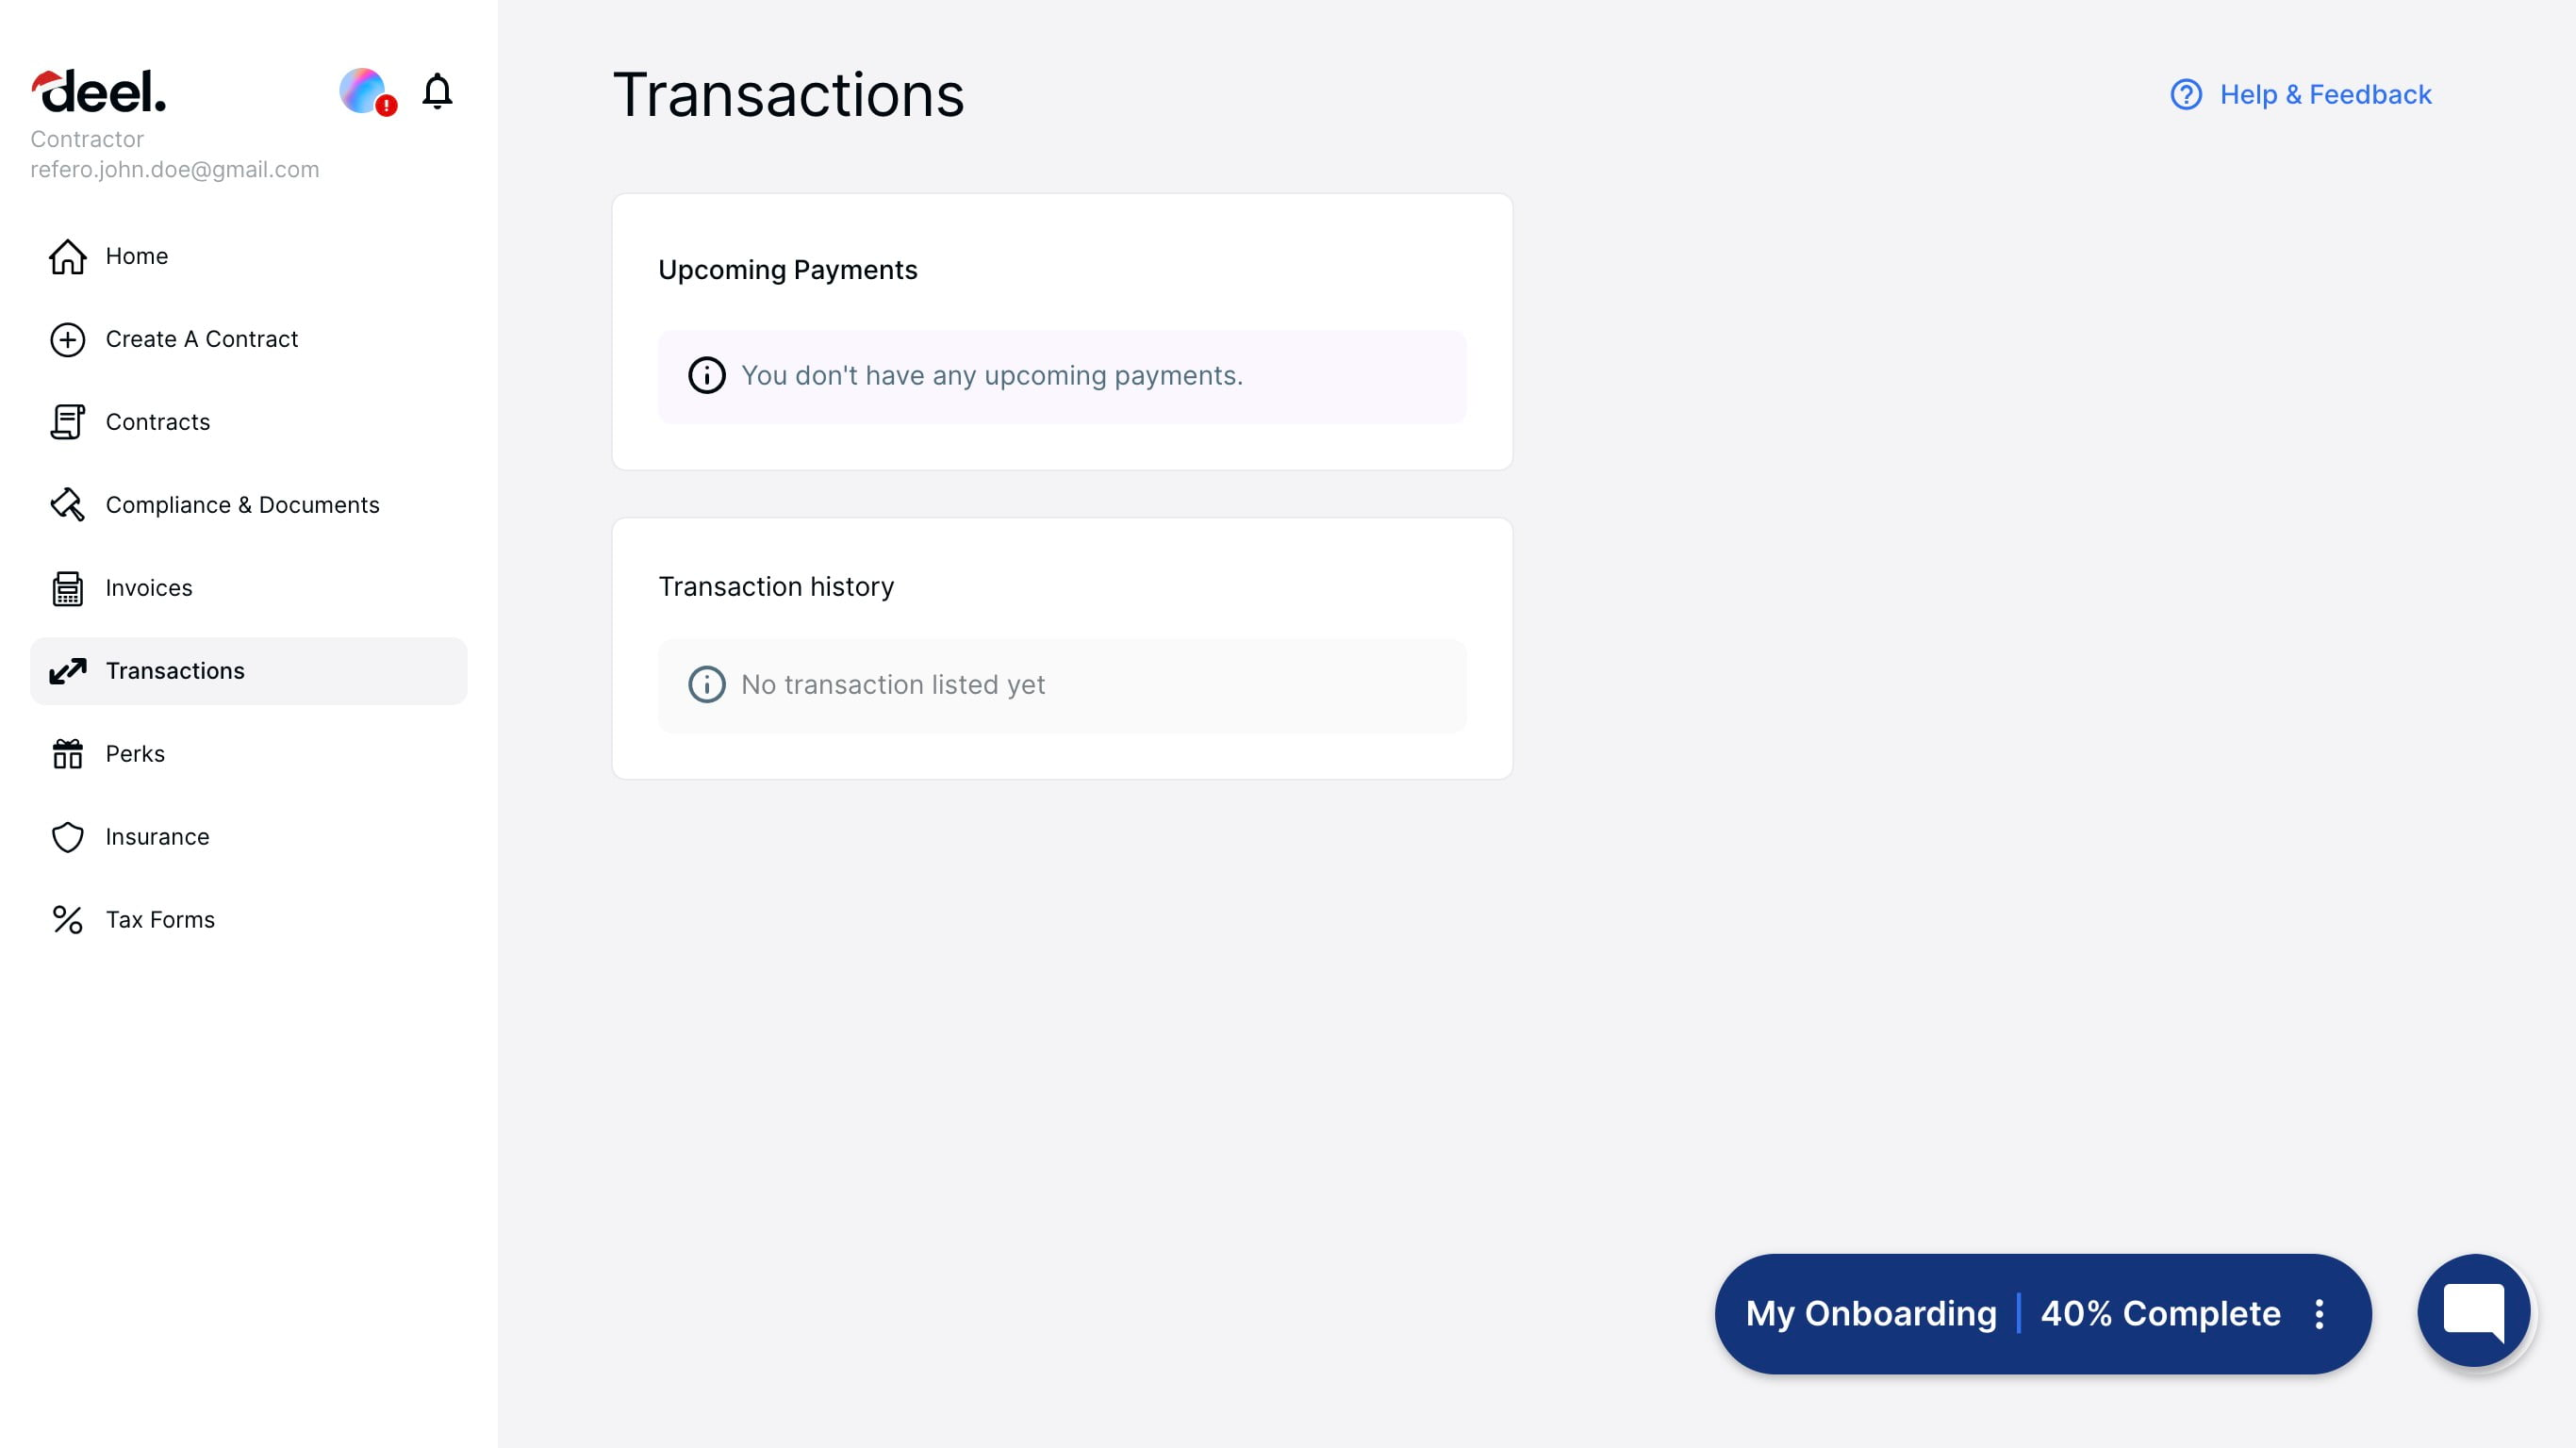 deel.
Contractor
refero.john.doe@gmail.com
Home
Create A Contract
Contracts
Compliance & Documents
Invoices
Transactions
Perks
Insurance
Tax Forms
Transactions
Help & Feedback
Upcoming Payments
You don't have any upcoming payments.
Transaction history
No transaction listed yet
My Onboarding | 40% Complete